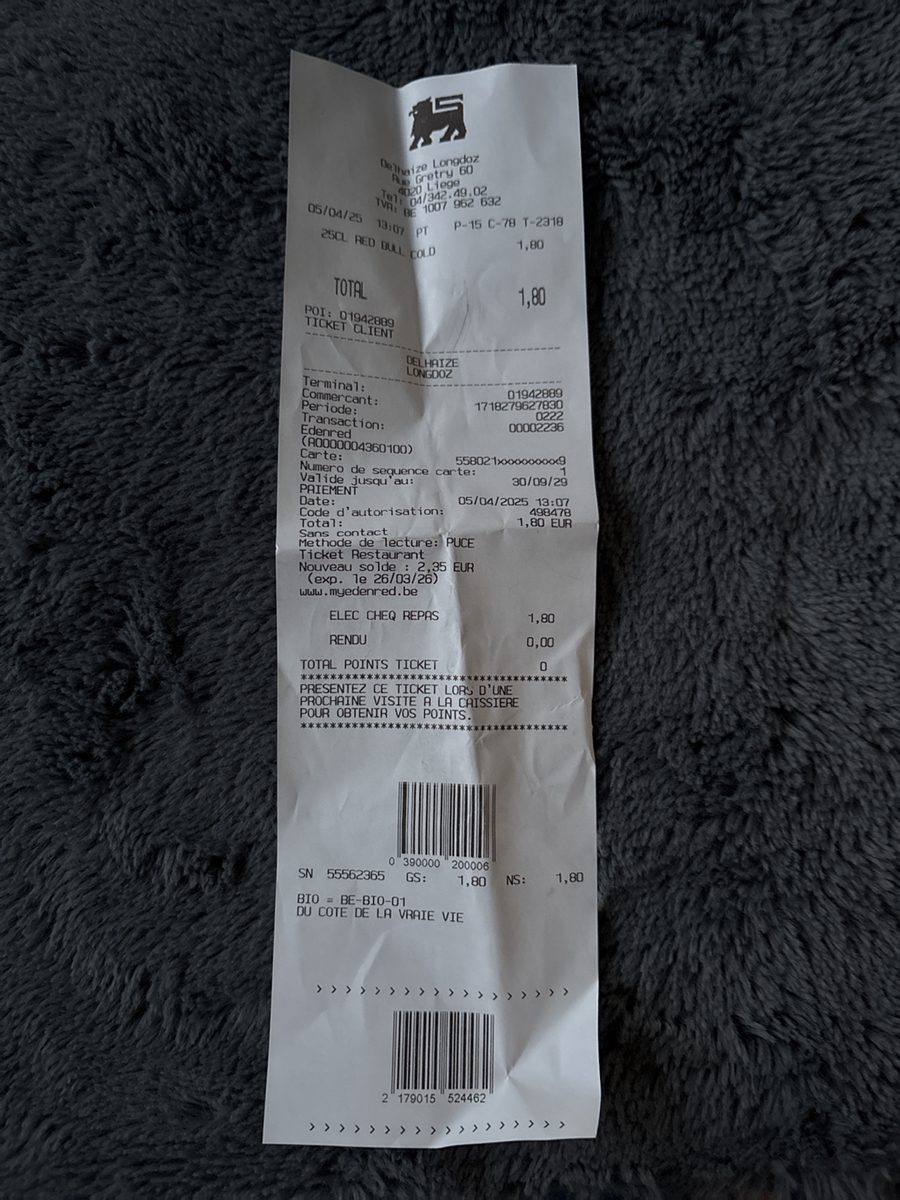 Delhaize Longdoz
Rue Gretry 60
4020 Liege
Tel: 04/342.49.02
TVA: BE 1007 962 632
05/04/25 13:07 PT P-15 C-78 T-2318
25CL RED BULL COLD 1,80
TOTAL 1,80
POI: 01942889
TICKET CLIENT
DELHAIZE
LONGDOZ
Terminal: 01942889
Commercant: 1718279627830
Periode: 0222
Transaction: 00002236
Edenred
(A0000004360100)
Carte: 558021xxxxxxxxx9
Numero de sequence carte: 1
Valide jusqu'au: 30/09/29
PAIEMENT
Date: 05/04/2025 13:07
Code d'autorisation: 498478
Total: 1,80 EUR
Sans contact
Methode de lecture: PUCE
Ticket Restaurant
Nouveau solde : 2,35 EUR
(exp. le 26/03/26)
www.myedenred.be
ELEC CHEQ REPAS 1,80
RENDU 0,00
TOTAL POINTS TICKET 0
****************************************
PRESENTEZ CE TICKET LORS D'UNE
PROCHAINE VISITE A LA CAISSIERE
POUR OBTENIR VOS POINTS.
****************************************
0 390000 200006
SN 55562365 GS: 1,80 NS: 1,80
BIO = BE-BIO-01
DU COTE DE LA VRAIE VIE
> > > > > > > > > > > > > > > > > >
2 179015 524462
> > > > > > > > > > > > > > > > > >